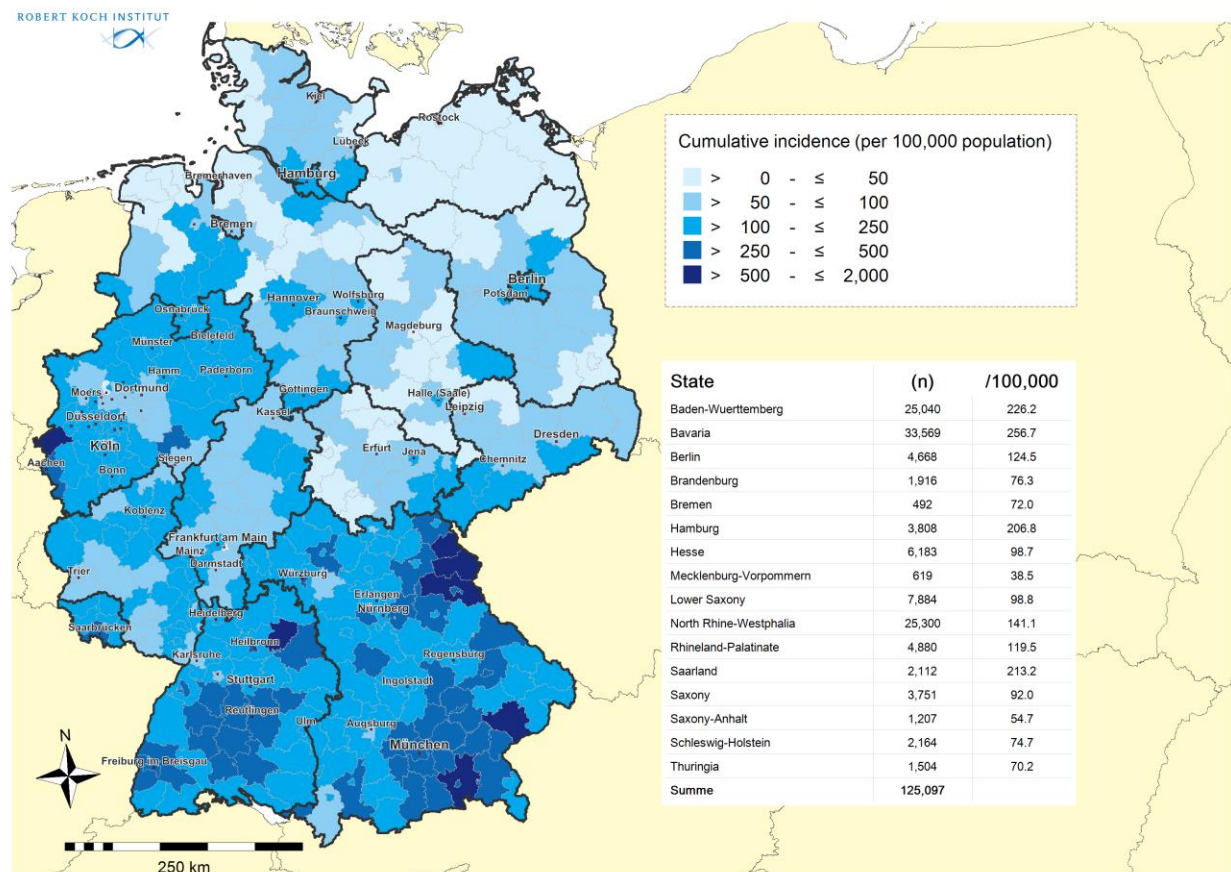 ROBERT KOCH INSTITUT
Kiel
Rostock
Lübeck
Hamburg
Bremerhaven
Bremen
Berlin
Potsdam
Hannover
Wolfsburg
Braunschweig
Magdeburg
Osnabrück
Bielefeld
Münster
Hamm
Paderborn
Moers
Dortmund
Göttingen
Halle (Saale)
Leipzig
Düsseldorf
Kassel
Dresden
Köln
Erfurt
Jena
Chemnitz
Aachen
Siegen
Bonn
Koblenz
Frankfurt am Main
Mainz
Darmstadt
Würzburg
Trier
Erlangen
Nürnberg
Heidelberg
Saarbrücken
Heilbronn
Karlsruhe
Regensburg
Stuttgart
Ingolstadt
Reutlingen
Ulm
Augsburg
München
Freiburg im Breisgau
N
250 km
Cumulative incidence (per 100,000 population)
> 0 - ≤ 50
> 50 - ≤ 100
> 100 - ≤ 250
> 250 - ≤ 500
> 500 - ≤ 2,000
State (n) /100,000
Baden-Wuerttemberg 25,040 226.2
Bavaria 33,569 256.7
Berlin 4,668 124.5
Brandenburg 1,916 76.3
Bremen 492 72.0
Hamburg 3,808 206.8
Hesse 6,183 98.7
Mecklenburg-Vorpommern 619 38.5
Lower Saxony 7,884 98.8
North Rhine-Westphalia 25,300 141.1
Rhineland-Palatinate 4,880 119.5
Saarland 2,112 213.2
Saxony 3,751 92.0
Saxony-Anhalt 1,207 54.7
Schleswig-Holstein 2,164 74.7
Thuringia 1,504 70.2
Summe 125,097